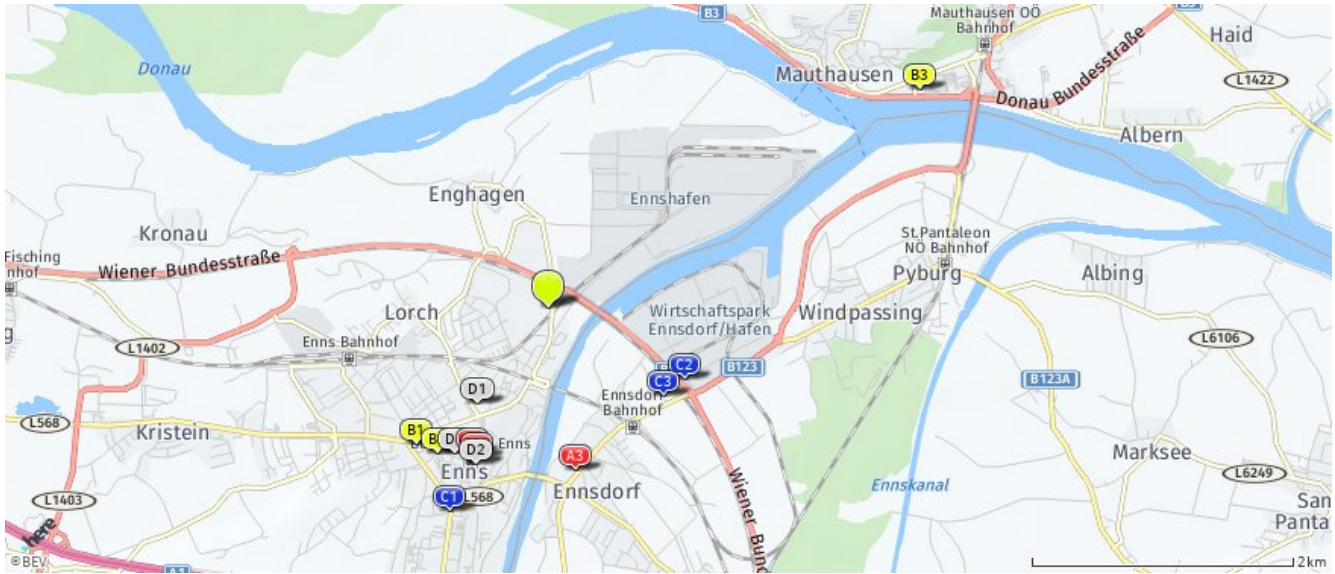 B3
B3
Mauthausen OÖ
Bahnhof
Haid
Donau
Mauthausen
B3
L1422
Donau Bundesstraße
Albern
Enghagen
Ennshafen
Kronau
St.Pantaleon
NÖ Bahnhof
Fisching
nhof
Wiener Bundesstraße
Pyburg
Albing
Lorch
Wirtschaftspark
Ennsdorf/Hafen
Windpassing
Enns Bahnhof
L1402
L6106
C2
B123
C3
B123A
D1
Ennsdorf
Bahnhof
L568
Kristein
B1
B
D
Enns
D2
A3
Marksee
Enns
L6249
Ennskanal
C1
L568
Ennsdorf
L1403
Wiener Bund
San
Panta
here
©BEV
A1
2km